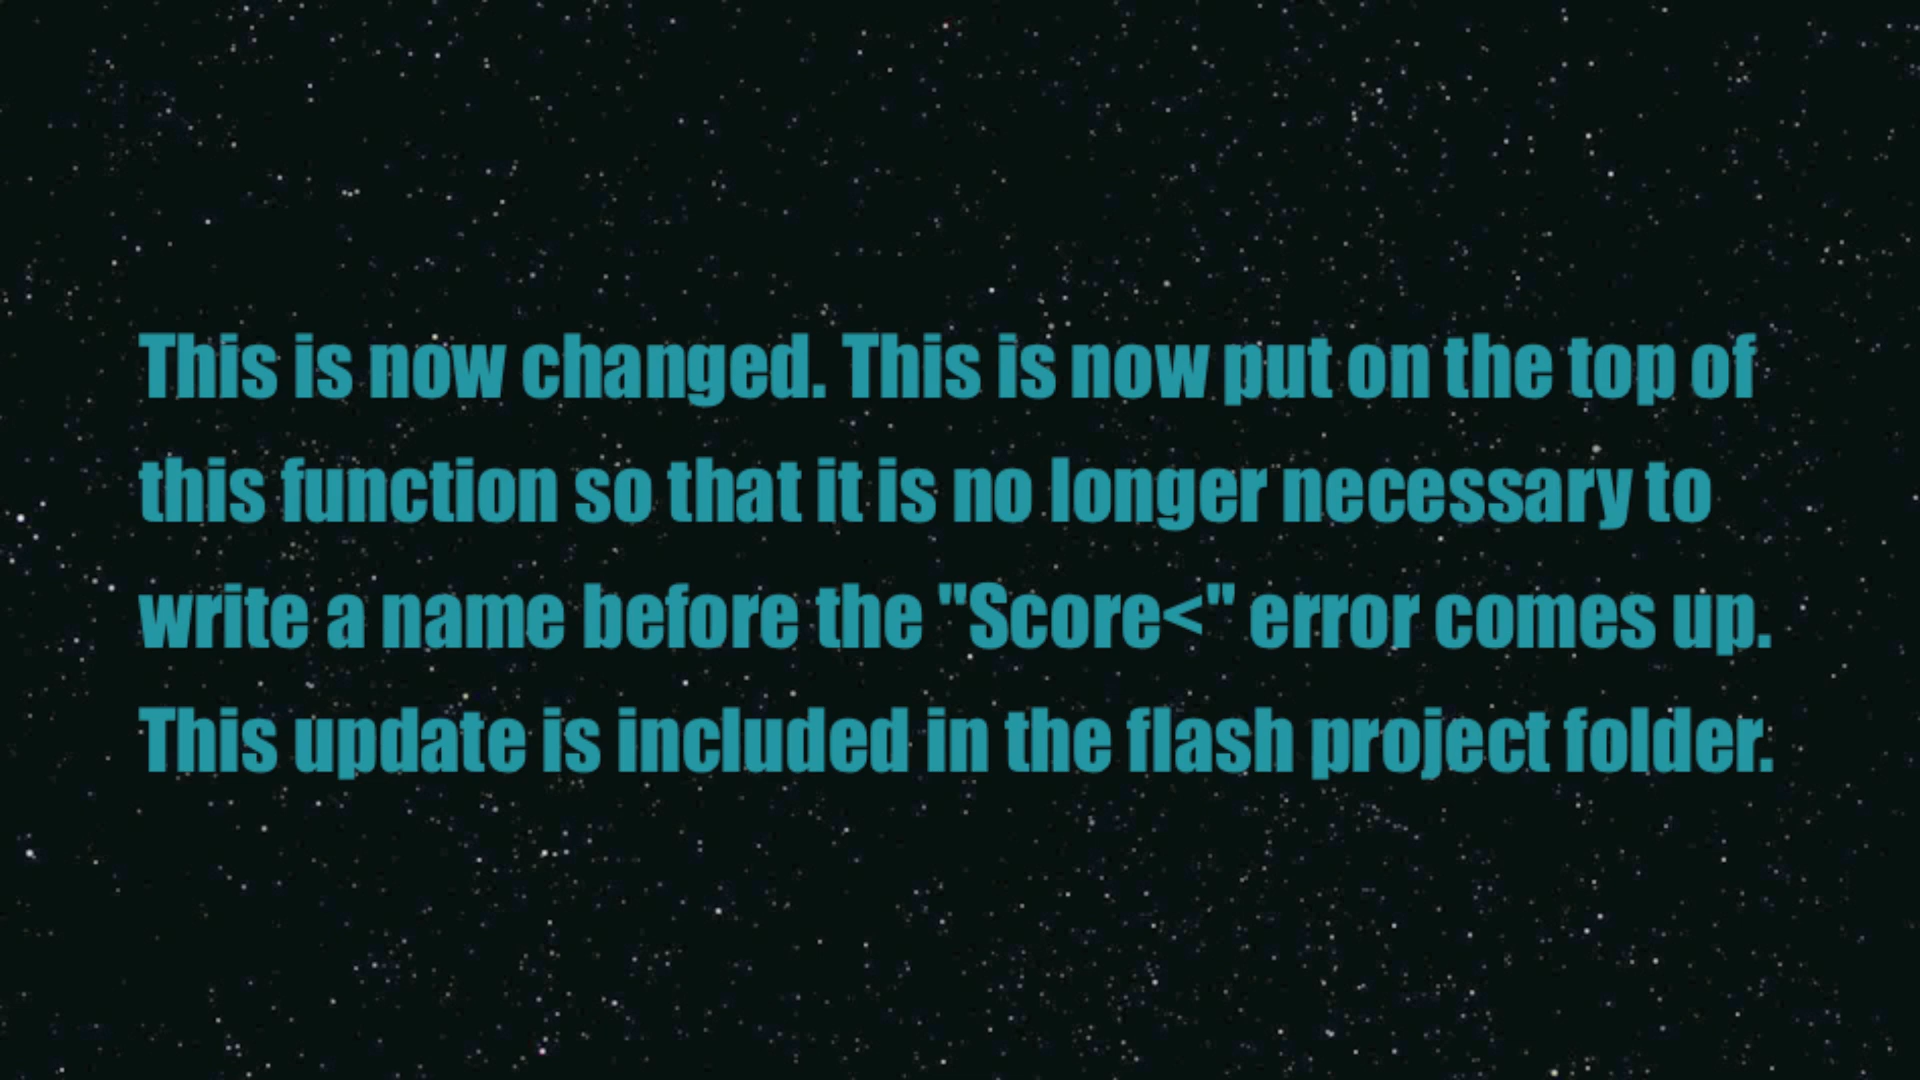 This is now changed. This is now put on the top of
this function so that it is no longer necessary to
write a name before the "Score<" error comes up.
This update is included in the flash project folder.